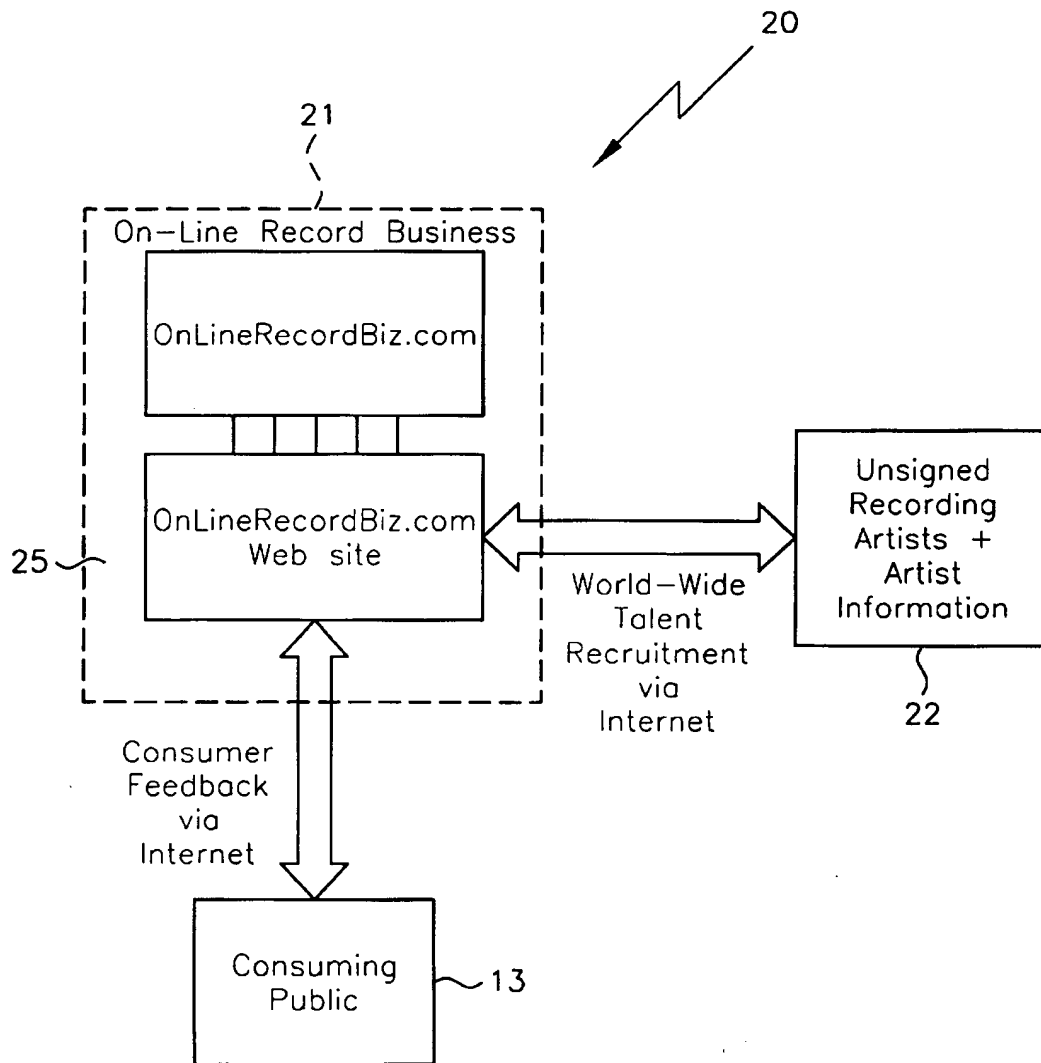 20
21
On-Line Record Business
OnLineRecordBiz.com
OnLineRecordBiz.com
Web site
25
Unsigned
Recording
Artists +
Artist
Information
22
World-Wide
Talent
Recruitment
via
Internet
Consumer
Feedback
via
Internet
Consuming
Public
13